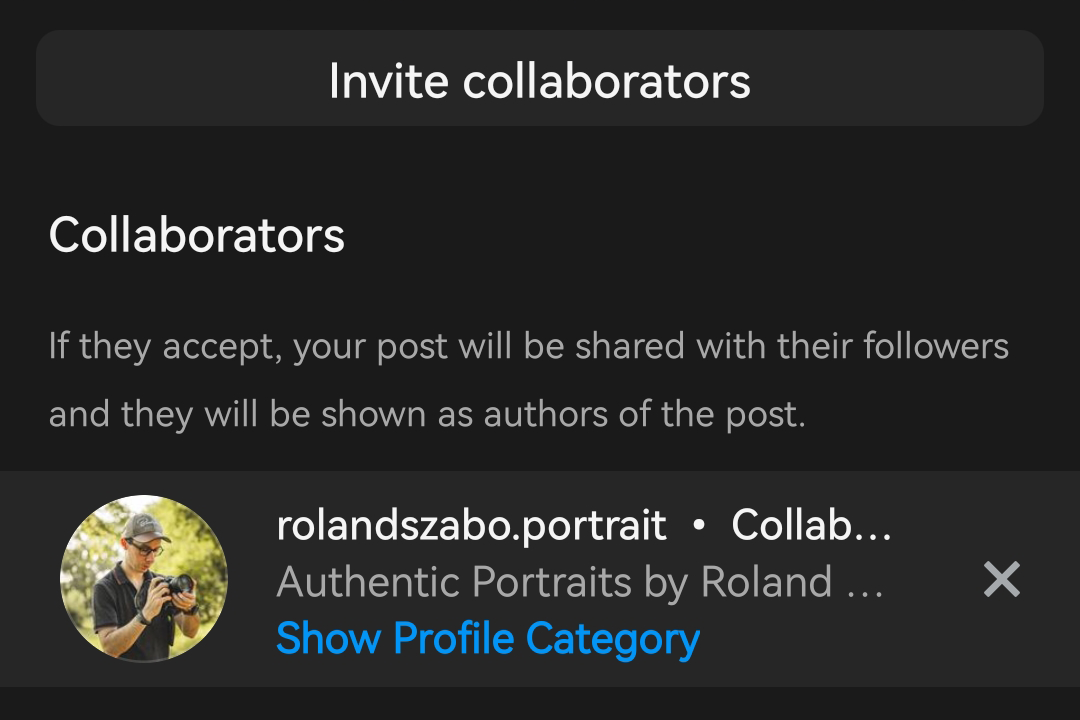 Invite collaborators
Collaborators
If they accept, your post will be shared with their followers
and they will be shown as authors of the post.
rolandszabo.portrait • Collab...
Authentic Portraits by Roland ...
Show Profile Category